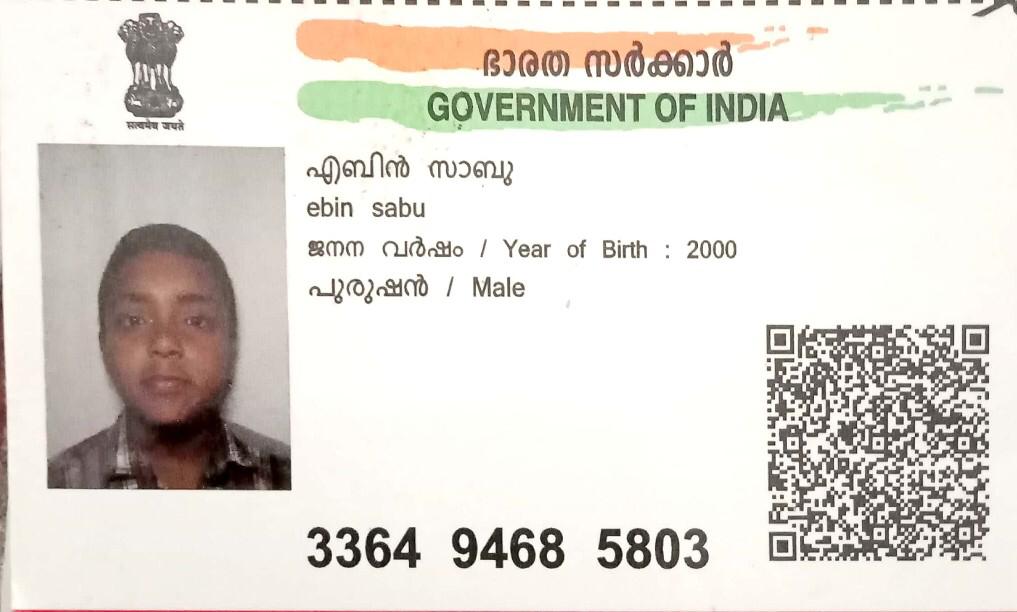 सत्यमेव जयते
ഭാരത സർക്കാർ
GOVERNMENT OF INDIA
എബിൻ സാബു
ebin sabu
ജനന വർഷം / Year of Birth : 2000
പുരുഷൻ / Male
3364 9468 5803